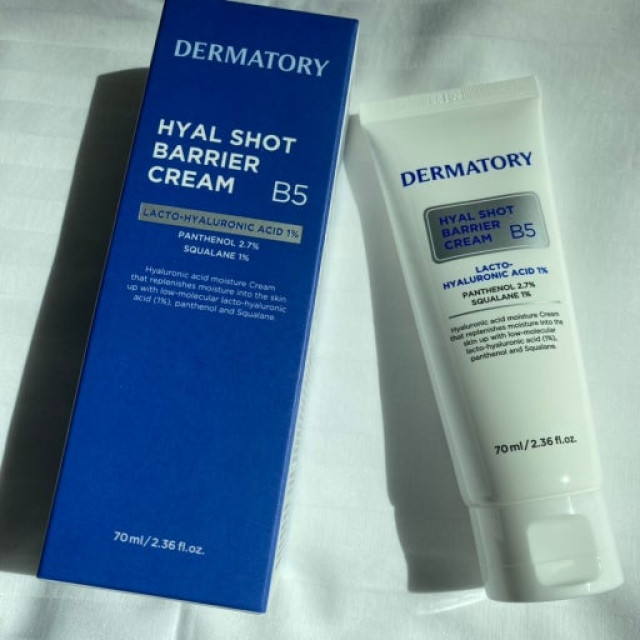 DERMATORY
HYAL SHOT
BARRIER
CREAM B5
LACTO-HYALURONIC ACID 1%
PANTHENOL 2.7%
SQUALANE 1%
Hyaluronic acid moisture Cream
that replenishes moisture into the skin
up with low-molecular lacto-hyaluronic
acid (1%), panthenol and Squalane.
70 ml/2.36 fl.oz.
DERMATORY
HYAL SHOT
BARRIER
CREAM B5
LACTO-
HYALURONIC ACID 1%
PANTHENOL 2.7%
SQUALANE 1%
Hyaluronic acid moisture Cream
that replenishes moisture into the
skin up with low-molecular
lacto-hyaluronic acid (1%),
panthenol and Squalane.
70 ml/2.36 fl.oz.